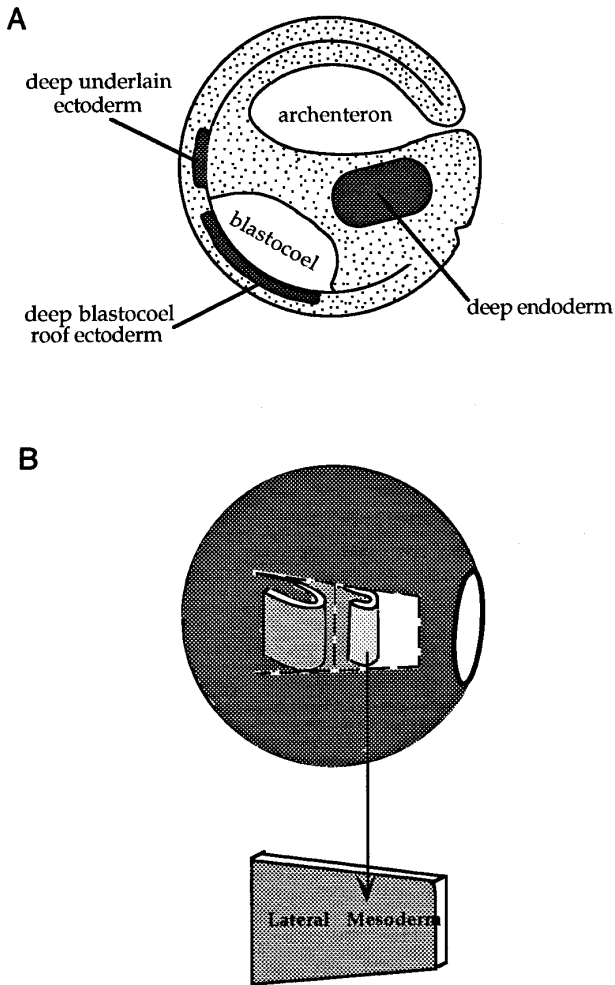 A
deep underlain
ectoderm
archenteron
blastocoel
deep blastocoel
roof ectoderm
deep endoderm
B
Lateral Mesoderm